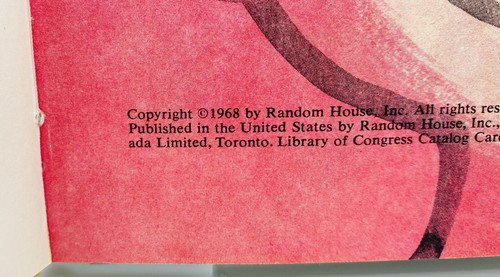 Copyright ©1968 by Random House, Inc. All rights res
Published in the United States by Random House, Inc.,
ada Limited, Toronto. Library of Congress Catalog Car